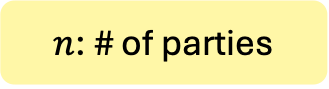 n: # of parties